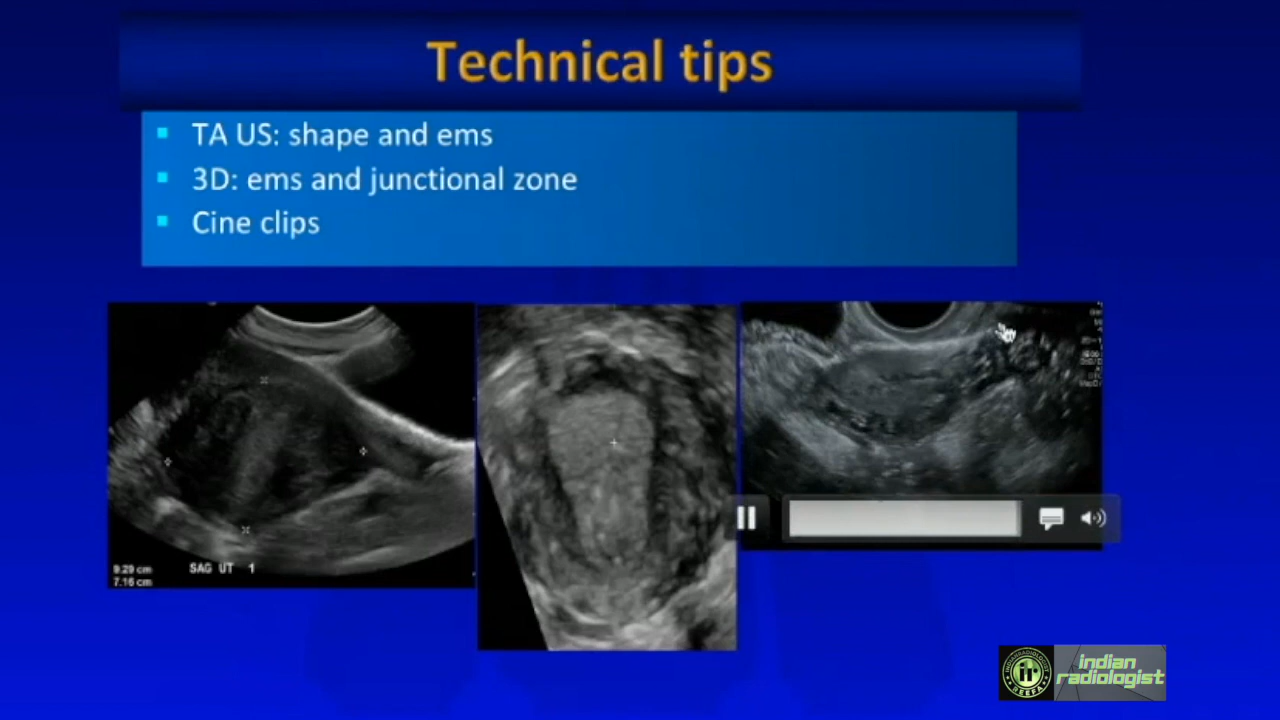 Technical tips
TA US: shape and ems
3D: ems and junctional zone
Cine clips
9.29 cm
7.16 cm
SAG UT 1
indian
radiologist